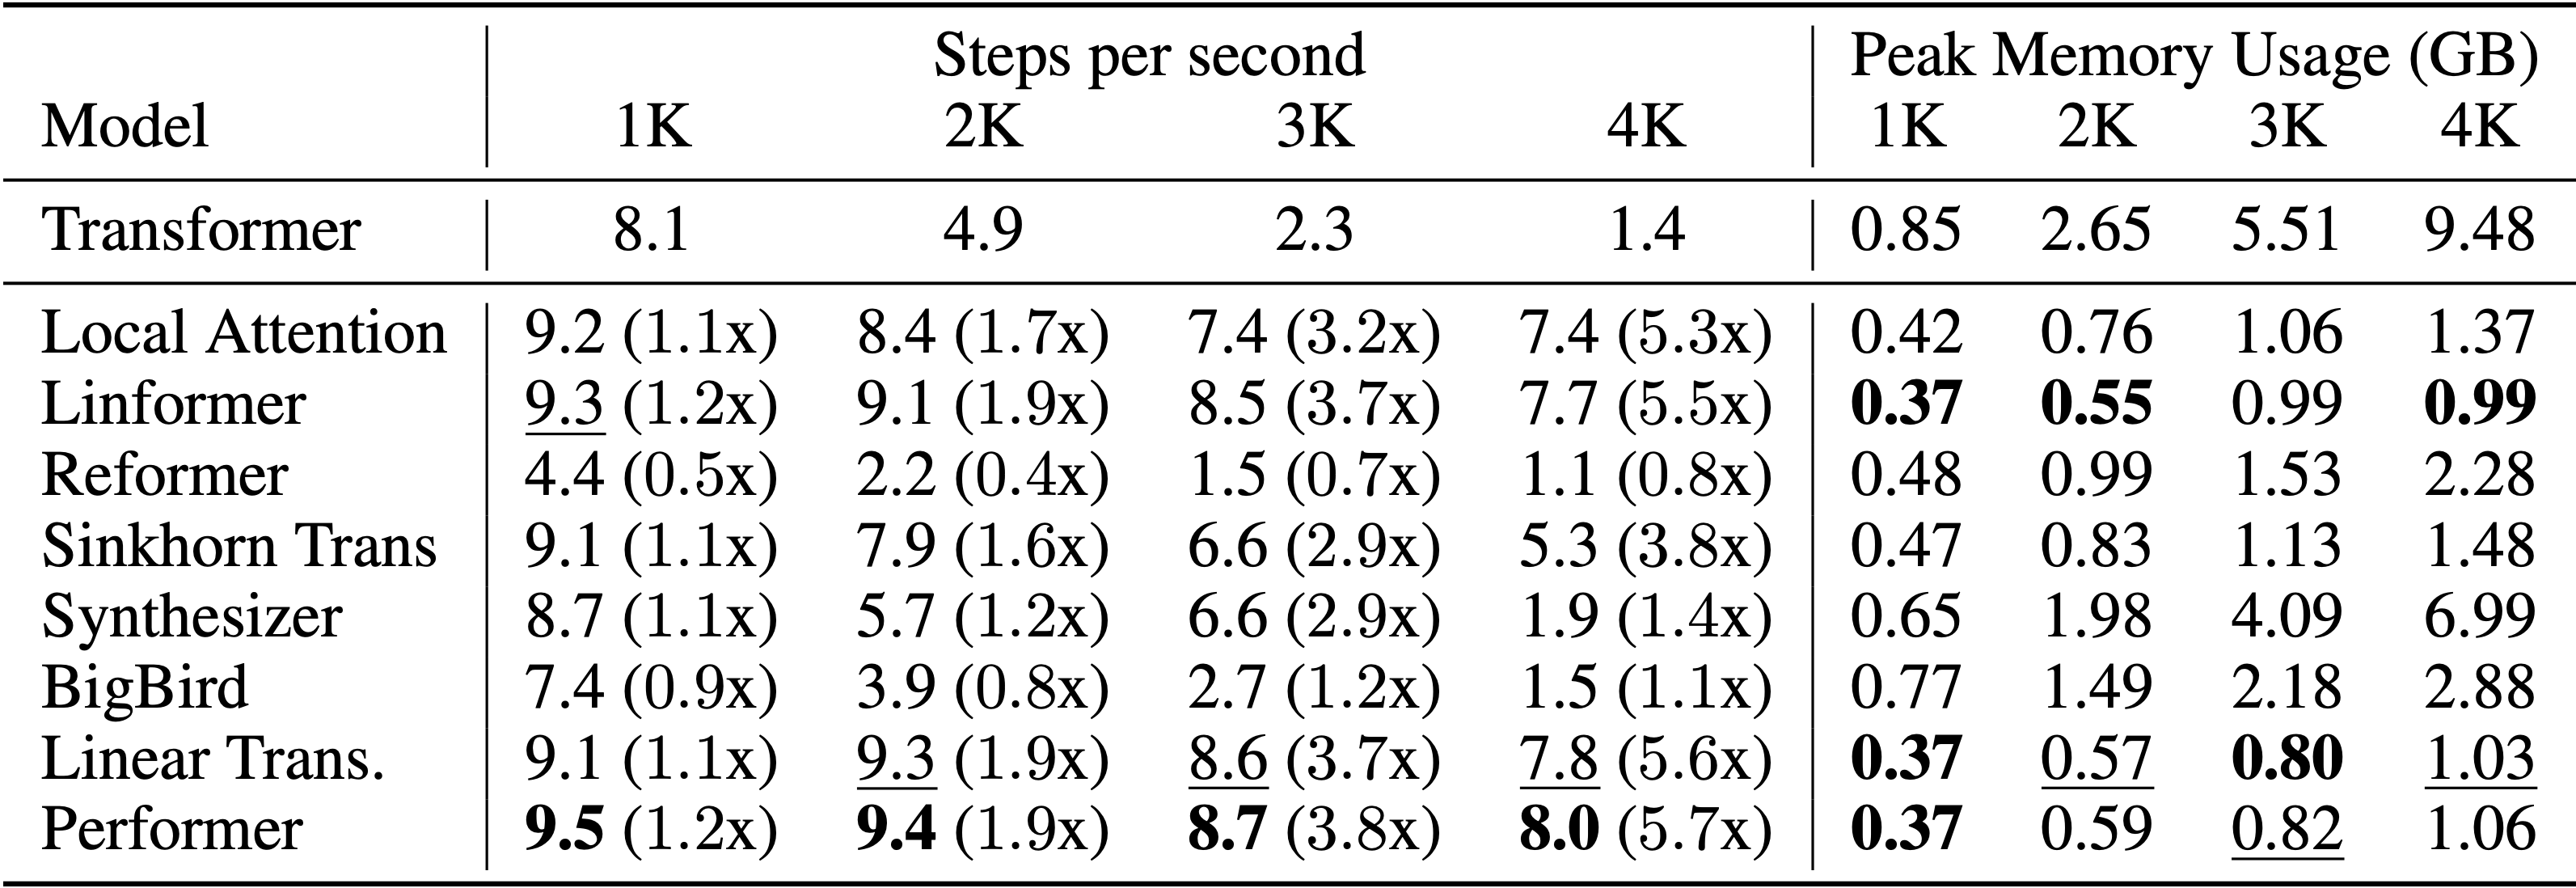 Steps per second Peak Memory Usage (GB)
Model 1K 2K 3K 4K 1K 2K 3K 4K
Transformer 8.1 4.9 2.3 1.4 0.85 2.65 5.51 9.48
Local Attention 9.2 (1.1x) 8.4 (1.7x) 7.4 (3.2x) 7.4 (5.3x) 0.42 0.76 1.06 1.37
Linformer 9.3 (1.2x) 9.1 (1.9x) 8.5 (3.7x) 7.7 (5.5x) 0.37 0.55 0.99 0.99
Reformer 4.4 (0.5x) 2.2 (0.4x) 1.5 (0.7x) 1.1 (0.8x) 0.48 0.99 1.53 2.28
Sinkhorn Trans 9.1 (1.1x) 7.9 (1.6x) 6.6 (2.9x) 5.3 (3.8x) 0.47 0.83 1.13 1.48
Synthesizer 8.7 (1.1x) 5.7 (1.2x) 6.6 (2.9x) 1.9 (1.4x) 0.65 1.98 4.09 6.99
BigBird 7.4 (0.9x) 3.9 (0.8x) 2.7 (1.2x) 1.5 (1.1x) 0.77 1.49 2.18 2.88
Linear Trans. 9.1 (1.1x) 9.3 (1.9x) 8.6 (3.7x) 7.8 (5.6x) 0.37 0.57 0.80 1.03
Performer 9.5 (1.2x) 9.4 (1.9x) 8.7 (3.8x) 8.0 (5.7x) 0.37 0.59 0.82 1.06